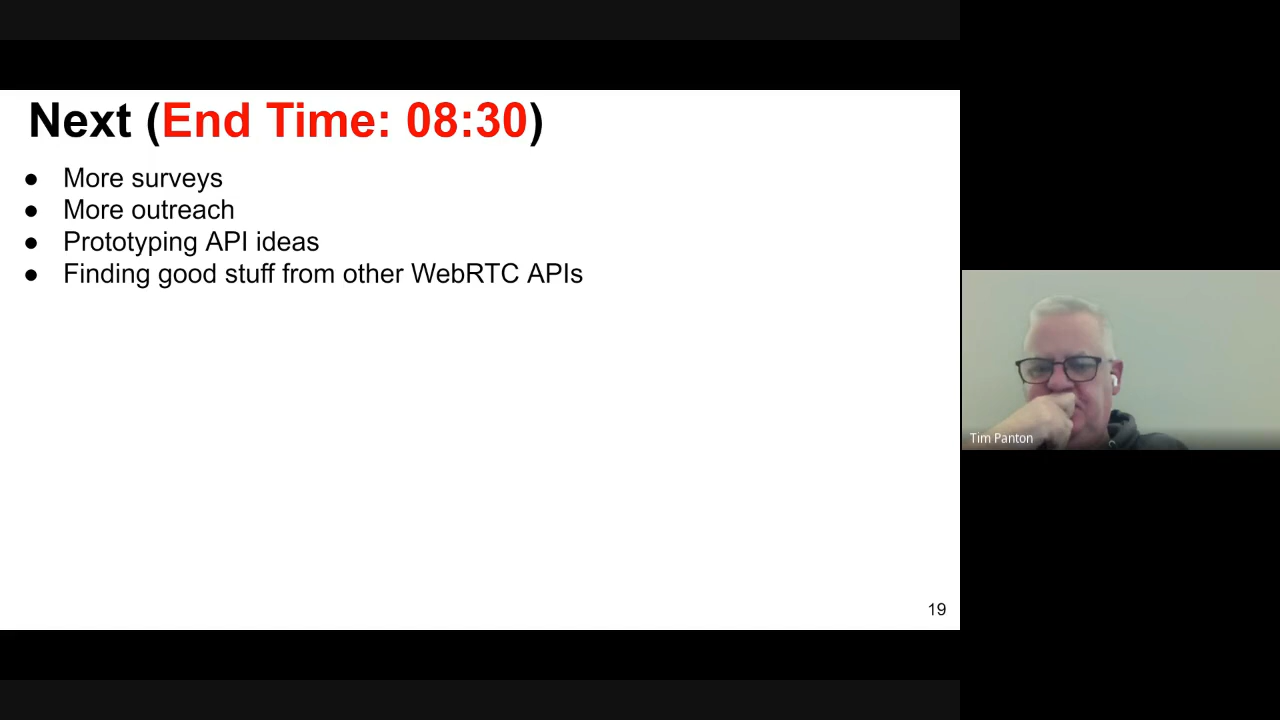 Next (End Time: 08:30)
● More surveys
● More outreach
● Prototyping API ideas
● Finding good stuff from other WebRTC APIs
19
Tim Panton